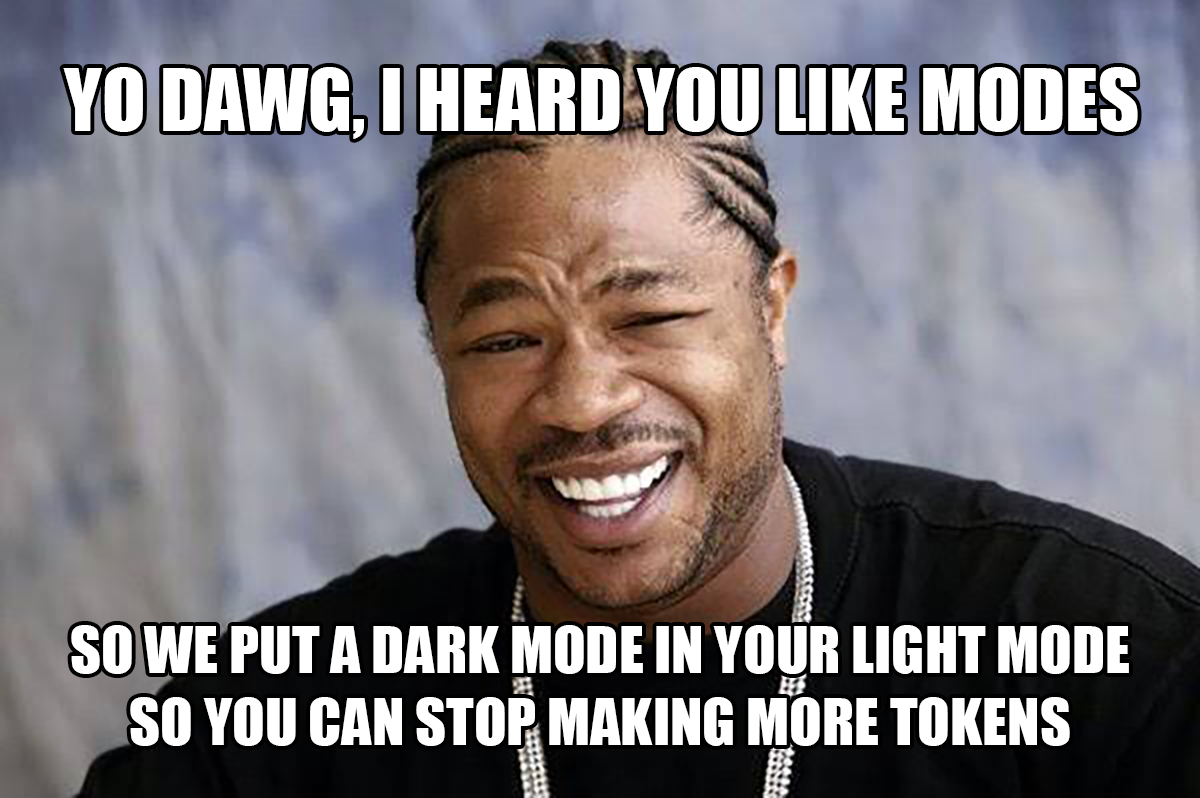 YO DAWG, I HEARD YOU LIKE MODES
SO WE PUT A DARK MODE IN YOUR LIGHT MODE
SO YOU CAN STOP MAKING MORE TOKENS